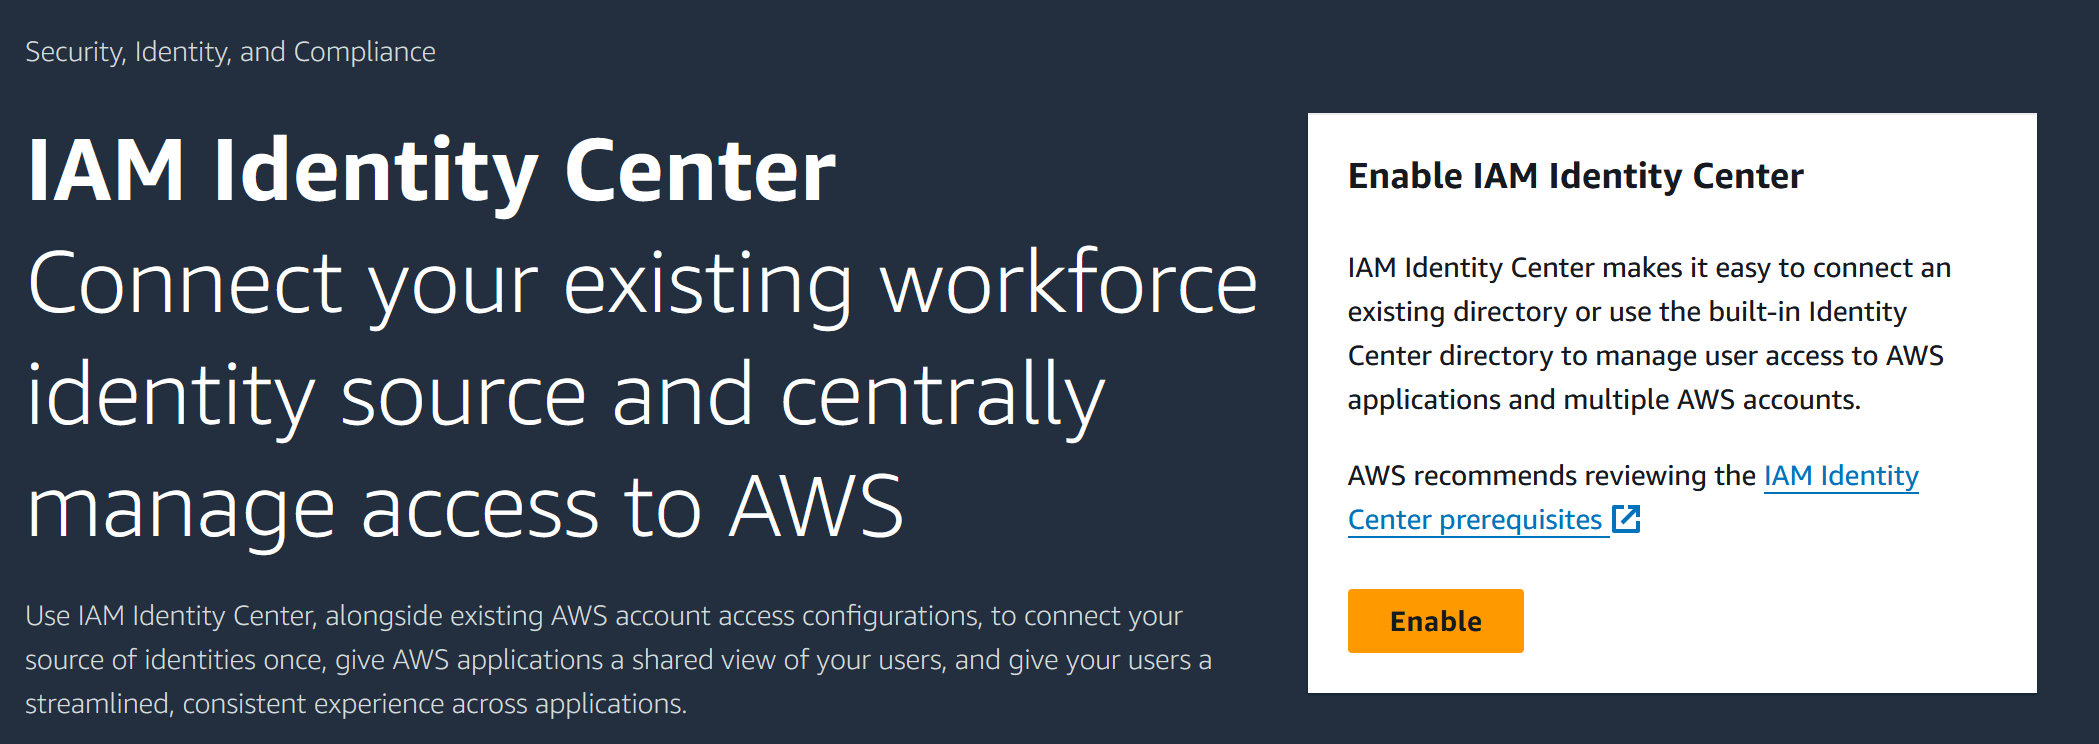 Security, Identity, and Compliance
IAM Identity Center
Connect your existing workforce
identity source and centrally
manage access to AWS
Use IAM Identity Center, alongside existing AWS account access configurations, to connect your
source of identities once, give AWS applications a shared view of your users, and give your users a
streamlined, consistent experience across applications.
Enable IAM Identity Center
IAM Identity Center makes it easy to connect an
existing directory or use the built-in Identity
Center directory to manage user access to AWS
applications and multiple AWS accounts.
AWS recommends reviewing the IAM Identity
Center prerequisites
Enable